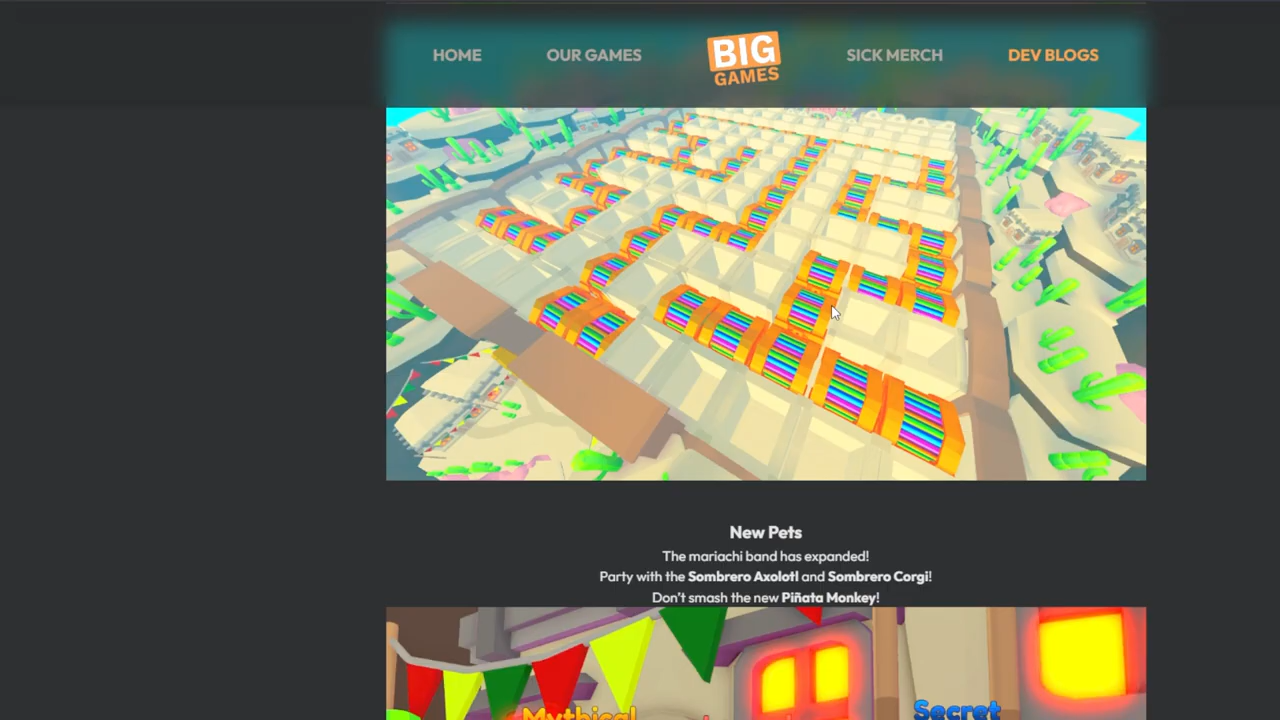 HOME OUR GAMES BIG GAMES SICK MERCH DEV BLOGS
New Pets
The mariachi band has expanded!
Party with the Sombrero Axolotl and Sombrero Corgi!
Don't smash the new Piñata Monkey!
Mythical Secret